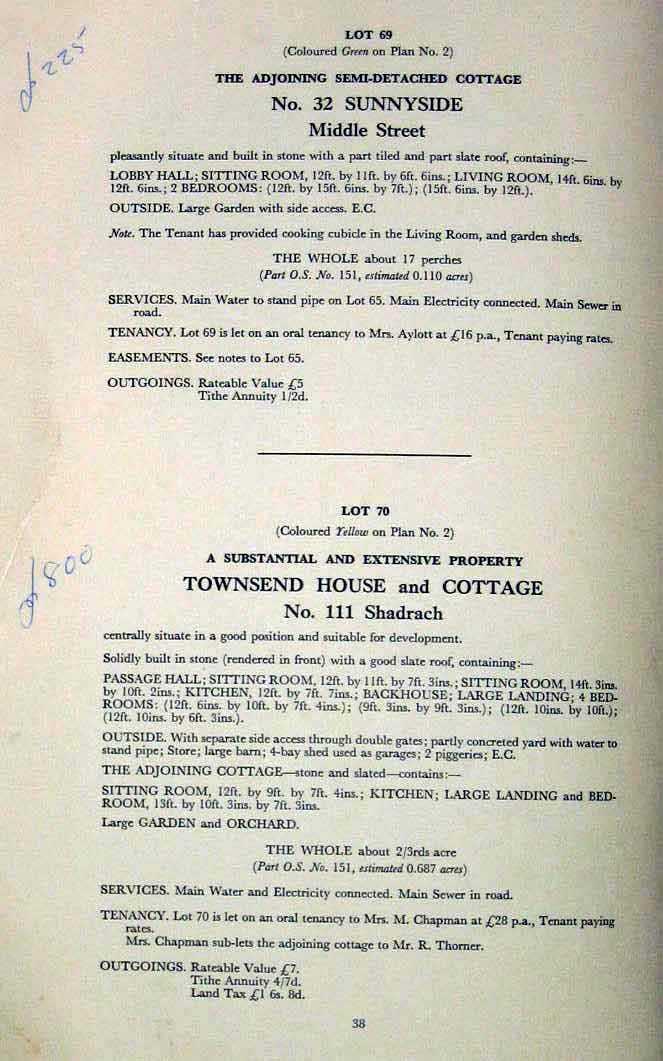 LOT 69
(Coloured Green on Plan No. 2)
£225
THE ADJOINING SEMI-DETACHED COTTAGE
No. 32 SUNNYSIDE
Middle Street
pleasantly situate and built in stone with a part tiled and part slate roof, containing:—
LOBBY HALL; SITTING ROOM, 12ft. by 11ft. by 6ft. 6ins.; LIVING ROOM, 14ft. 6ins. by
12ft. 6ins.; 2 BEDROOMS: (12ft. by 15ft. 6ins. by 7ft.); (15ft. 6ins. by 12ft.).
OUTSIDE. Large Garden with side access. E.C.
Note. The Tenant has provided cooking cubicle in the Living Room, and garden sheds.
THE WHOLE about 17 perches
(Part O.S. No. 151, estimated 0.110 acres)
SERVICES. Main Water to stand pipe on Lot 65. Main Electricity connected. Main Sewer in
road.
TENANCY. Lot 69 is let on an oral tenancy to Mrs. Aylott at £16 p.a., Tenant paying rates.
EASEMENTS. See notes to Lot 65.
OUTGOINGS. Rateable Value £5
Tithe Annuity 1/2d.
LOT 70
(Coloured Yellow on Plan No. 2)
£800
A SUBSTANTIAL AND EXTENSIVE PROPERTY
TOWNSEND HOUSE and COTTAGE
No. 111 Shadrach
centrally situate in a good position and suitable for development.
Solidly built in stone (rendered in front) with a good slate roof, containing:—
PASSAGE HALL; SITTING ROOM, 12ft. by 11ft. by 7ft. 3ins.; SITTING ROOM, 14ft. 3ins.
by 10ft. 2ins.; KITCHEN, 12ft. by 7ft. 7ins.; BACKHOUSE; LARGE LANDING; 4 BED-
ROOMS: (12ft. 6ins. by 10ft. by 7ft. 4ins.); (9ft. 3ins. by 9ft. 3ins.); (12ft. 10ins. by 10ft.);
(12ft. 10ins. by 6ft. 3ins.).
OUTSIDE. With separate side access through double gates; partly concreted yard with water to
stand pipe; Store; large barn; 4-bay shed used as garages; 2 piggeries; E.C.
THE ADJOINING COTTAGE—stone and slated—contains:—
SITTING ROOM, 12ft. by 9ft. by 7ft. 4ins.; KITCHEN; LARGE LANDING and BED-
ROOM, 13ft. by 10ft. 3ins. by 7ft. 3ins.
Large GARDEN and ORCHARD.
THE WHOLE about 2/3rds acre
(Part O.S. No. 151, estimated 0.687 acres)
SERVICES. Main Water and Electricity connected. Main Sewer in road.
TENANCY. Lot 70 is let on an oral tenancy to Mrs. M. Chapman at £28 p.a., Tenant paying
rates.
Mrs. Chapman sub-lets the adjoining cottage to Mr. R. Thorner.
OUTGOINGS. Rateable Value £7.
Tithe Annuity 4/7d.
Land Tax £1 6s. 8d.
38